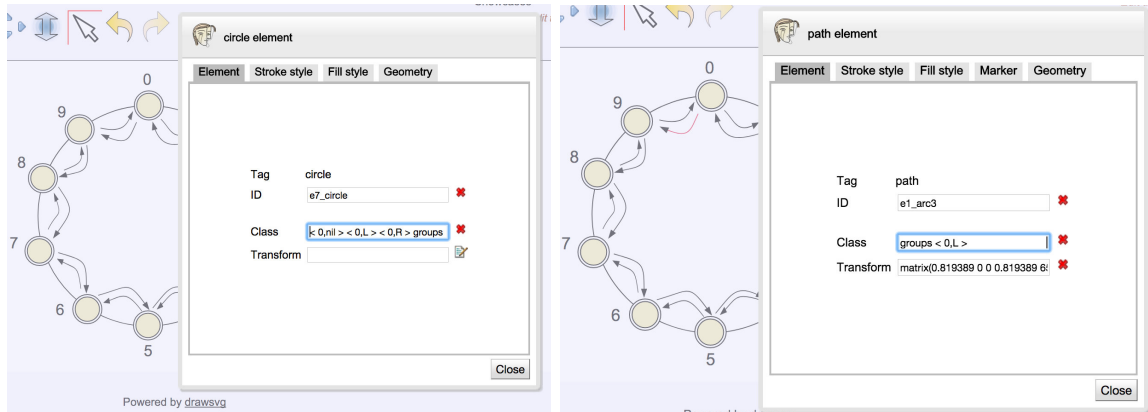 circle element
Element Stroke style Fill style Geometry
0
9
8
7
6
5
Tag circle
ID e7_circle
Class < 0,nil > < 0,L > < 0,R > groups
Transform
Close
Powered by drawsvg
path element
Element Stroke style Fill style Marker Geometry
0
9
8
7
6
5
Tag path
ID e1_arc3
Class groups < 0,L >
Transform matrix(0.819389 0 0 0.819389
Close